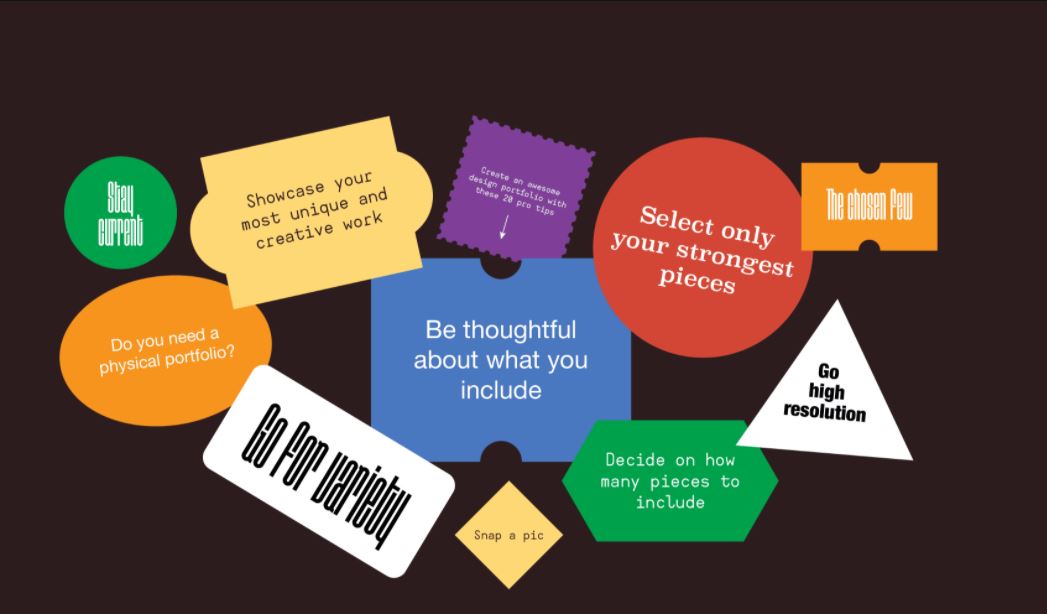 Stay
current
Showcase your
most unique and
creative work
Create an awesome
design portfolio with
these 20 pro tips
Select only
your strongest
pieces
The chosen few
Do you need a
physical portfolio?
Be thoughtful
about what you
include
Go
high
resolution
Go for variety
Decide on how
many pieces to
include
Snap a pic